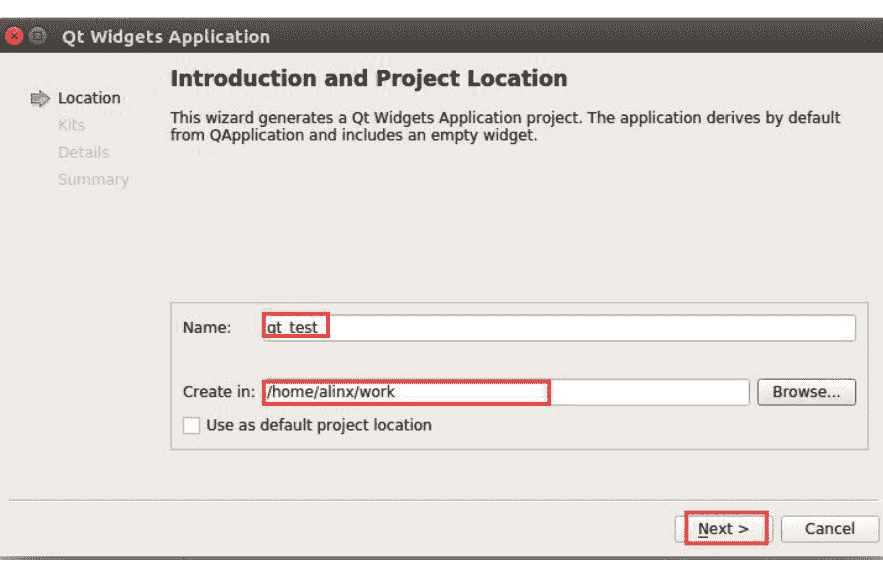 Qt Widgets Application
Location
Kits
Details
Summary
Introduction and Project Location
This wizard generates a Qt Widgets Application project. The application derives by default
from QApplication and includes an empty widget.
Name: qt_test
Create in: /home/alinx/work Browse...
Use as default project location
Next > Cancel